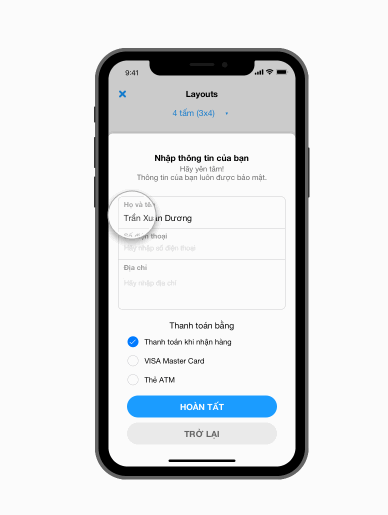 9:41
Layouts
4 tấm (3x4)
Nhập thông tin của bạn
Hãy yên tâm!
Thông tin của bạn luôn được bảo mật.
Họ và tên
Trần Xuân Dương
Số điện thoại
Hãy nhập số điện thoại
Địa chỉ
Hãy nhập địa chỉ
Thanh toán bằng
Thanh toán khi nhận hàng
VISA Master Card
Thẻ ATM
HOÀN TẤT
TRỞ LẠI